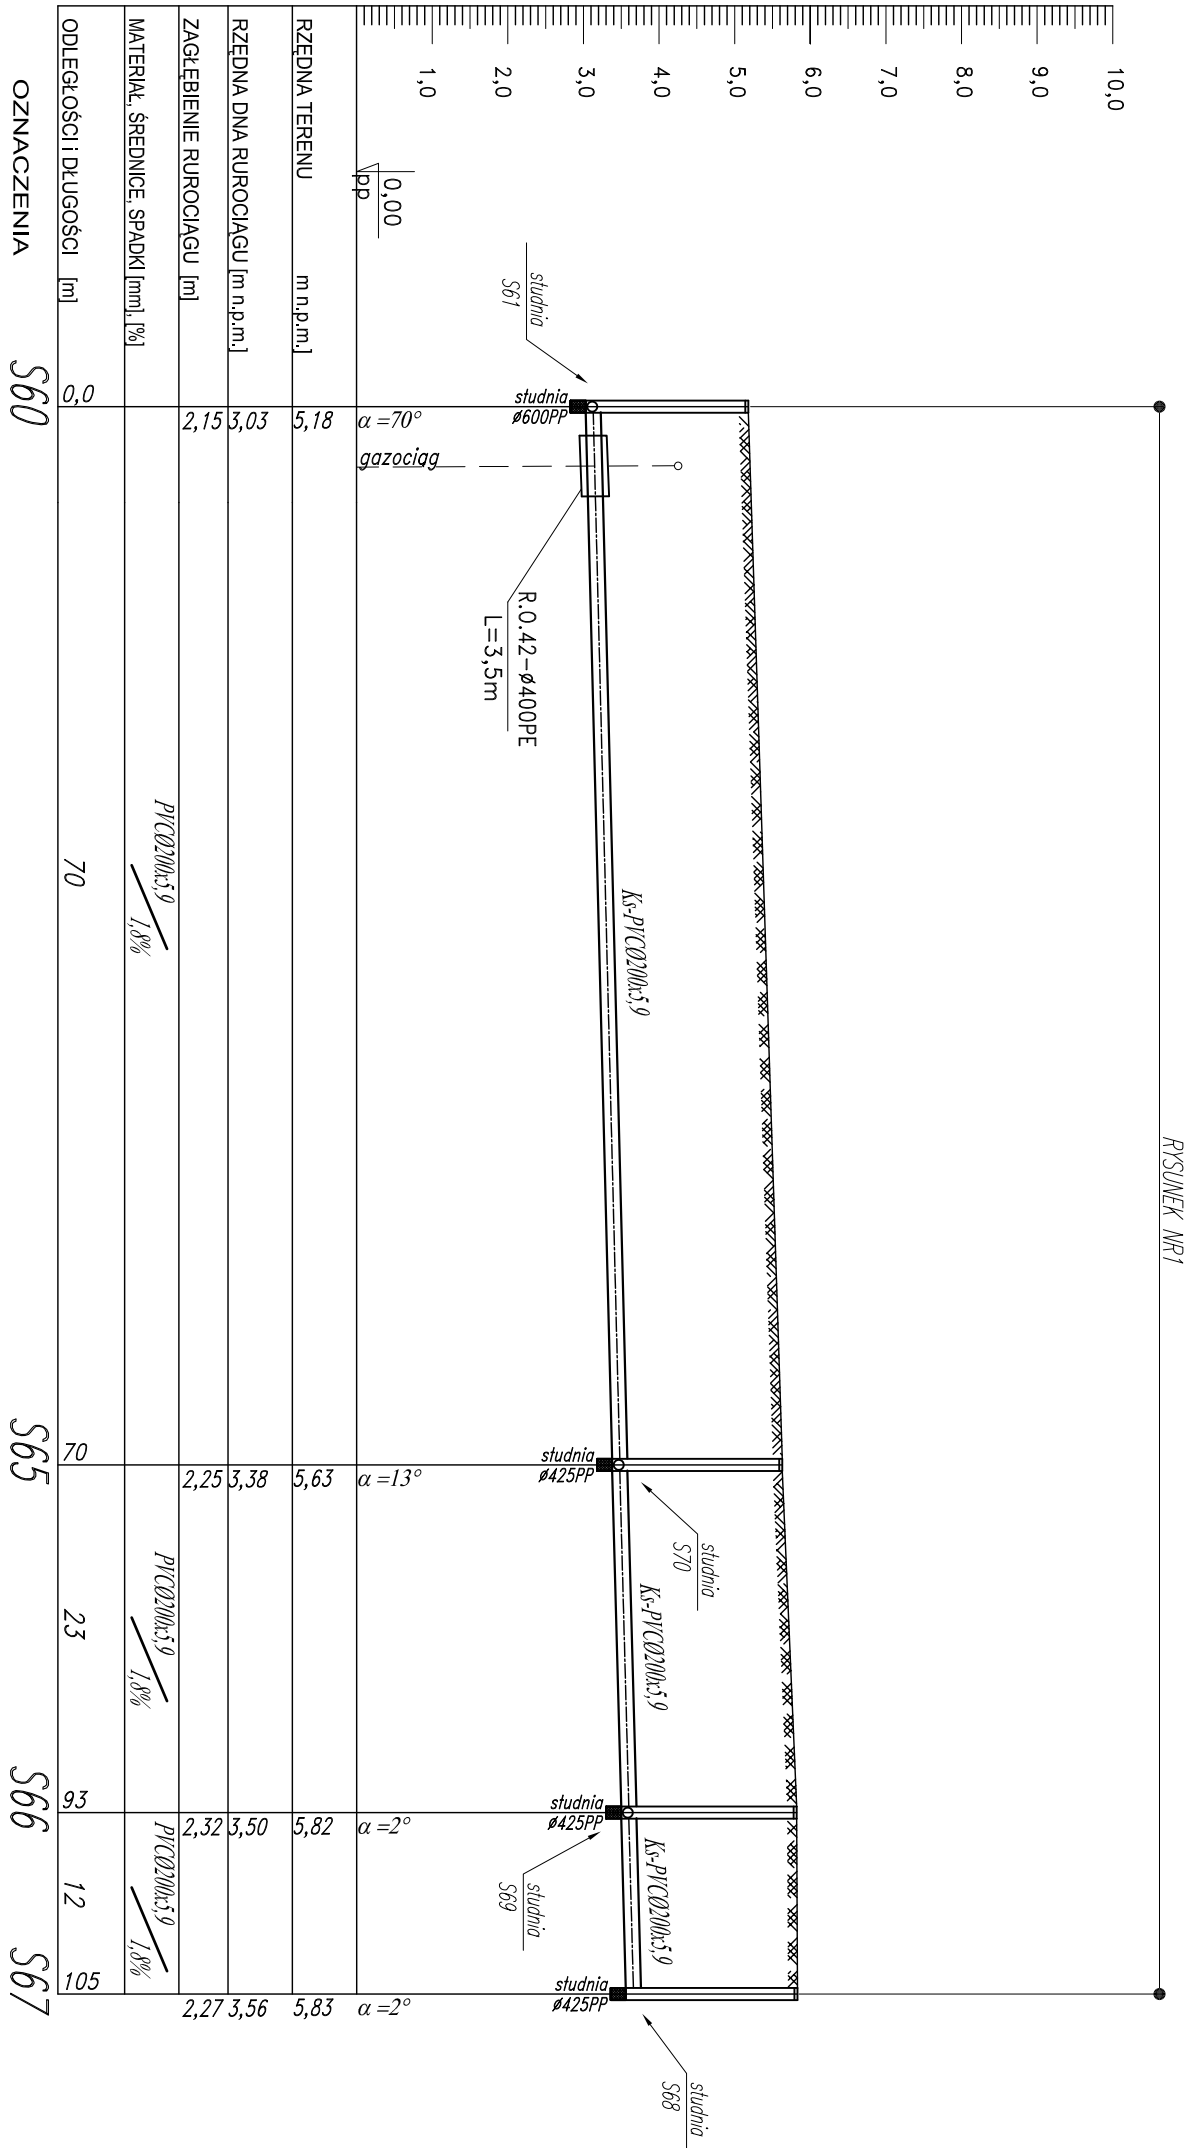 RYSUNEK NR1
10,0
9,0
8,0
7,0
6,0
5,0
4,0
3,0
2,0
1,0
0,00
pp
studnia
S61
studnia
ø600PP
gazociąg
R.O.42-ø400PE
L=3,5m
Ks-PVCØ200x5,9
studnia
ø425PP
studnia
S70
Ks-PVCØ200x5,9
studnia
ø425PP
studnia
S69
Ks-PVCØ200x5,9
studnia
ø425PP
studnia
S68
α=70°
α=13°
α=2°
α=2°
RZĘDNA TERENU m n.p.m.]
5,18
5,63
5,82
5,83
RZĘDNA DNA RUROCIĄGU [m n.p.m.]
3,03
3,38
3,50
3,56
ZAGŁĘBIENIE RUROCIĄGU [m]
2,15
2,25
2,32
2,27
MATERIAŁ, ŚREDNICE, SPADKI [mm], [%]
PVCØ200x5,9
1,8%
PVCØ200x5,9
1,8%
PVCØ200x5,9
1,8%
ODLEGŁOŚCI i DŁUGOŚCI [m]
0,0
70
70
23
93
12
105
OZNACZENIA
S60
S65
S66
S67